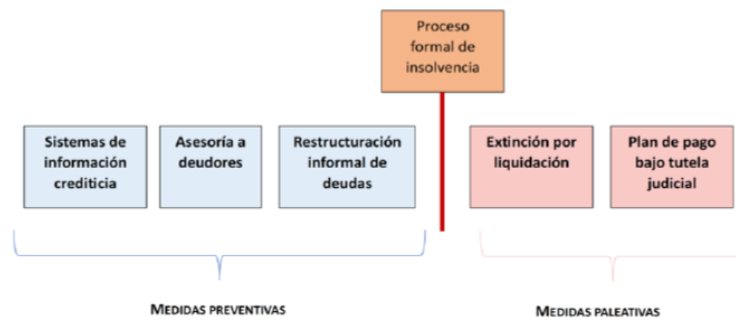 Proceso
formal de
insolvencia
Sistemas de
información
crediticia
Asesoría a
deudores
Restructuración
informal de
deudas
Extinción por
liquidación
Plan de pago
bajo tutela
judicial
MEDIDAS PREVENTIVAS
MEDIDAS PALEATIVAS